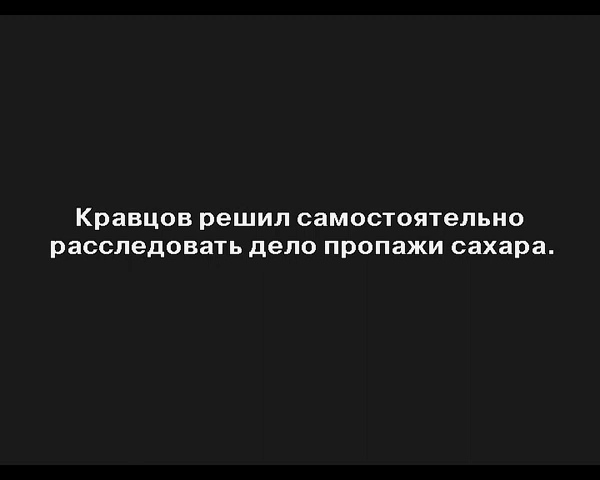 Кравцов решил самостоятельно
расследовать дело пропажи сахара.